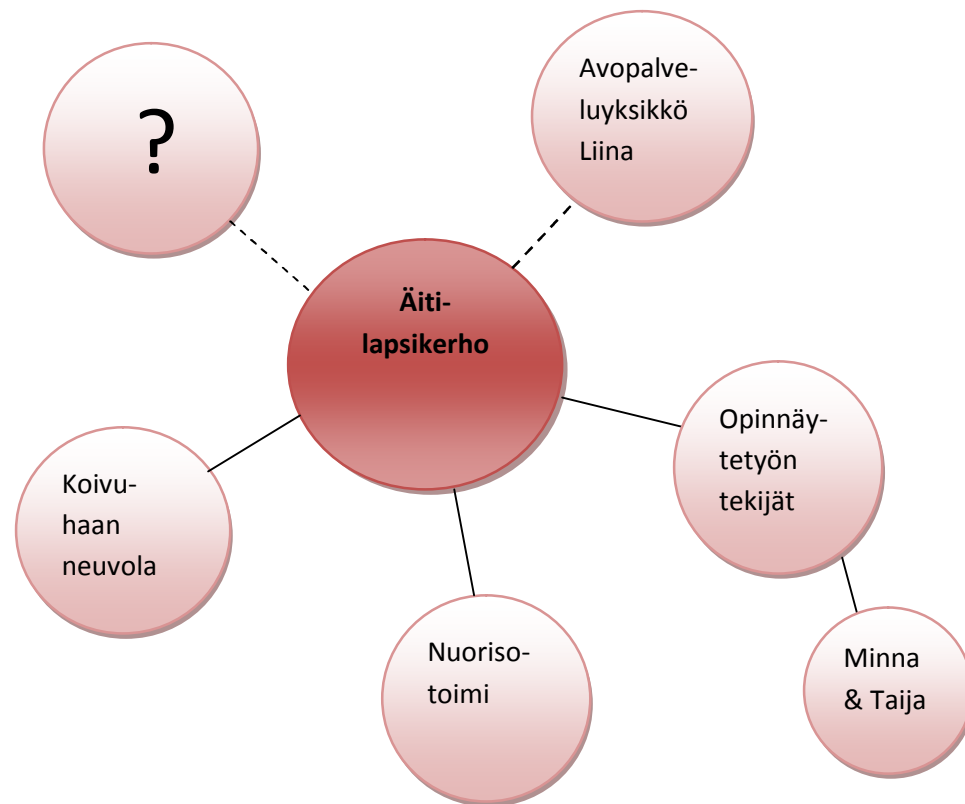 ?
Avopalve-
luyksikkö
Liina
Äiti-
lapsikerho
Opinnäy-
tetyön
tekijät
Koivu-
haan
neuvola
Nuoriso-
toimi
Minna
& Taija